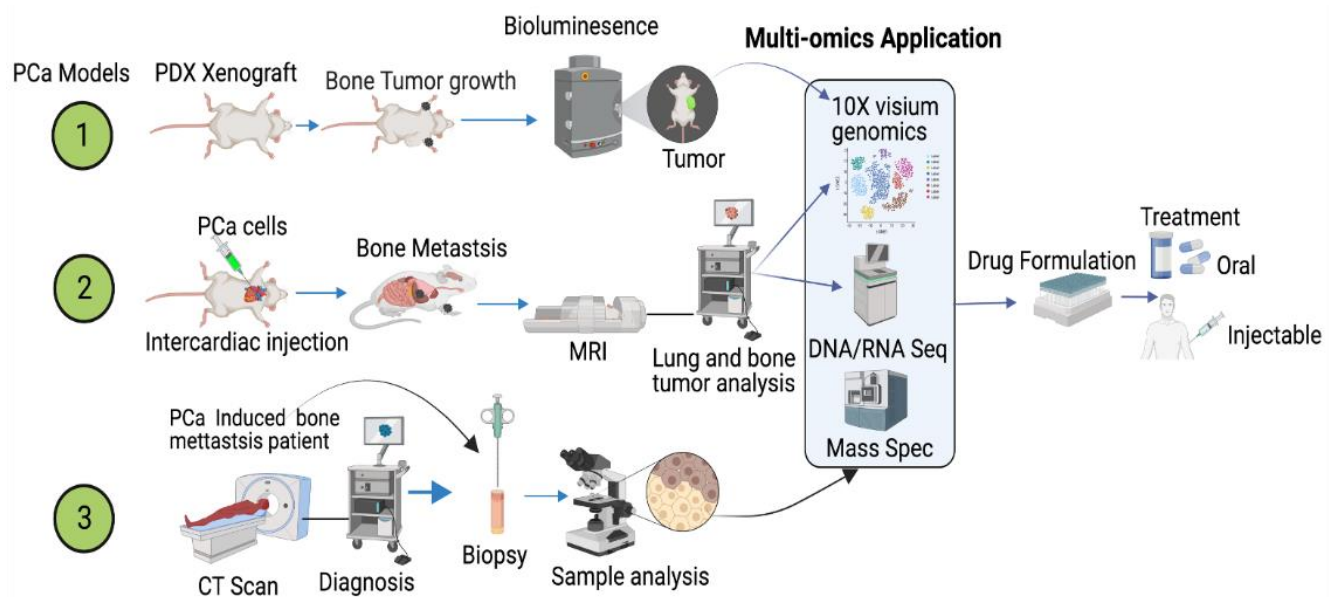 PCa Models
1
PDX Xenograft
Bone Tumor growth
Bioluminesence
Tumor
Multi-omics Application
10X visium
genomics
2
PCa cells
Intercardiac injection
Bone Metastsis
MRI
Lung and bone
tumor analysis
DNA/RNA Seq
Mass Spec
Drug Formulation
Treatment
Oral
Injectable
3
PCa Induced bone
mettastsis patient
CT Scan
Diagnosis
Biopsy
Sample analysis